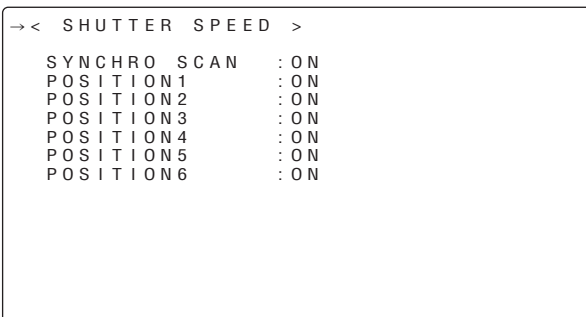 →< SHUTTER SPEED >
SYNCHRO SCAN :ON
POSITION1 :ON
POSITION2 :ON
POSITION3 :ON
POSITION4 :ON
POSITION5 :ON
POSITION6 :ON